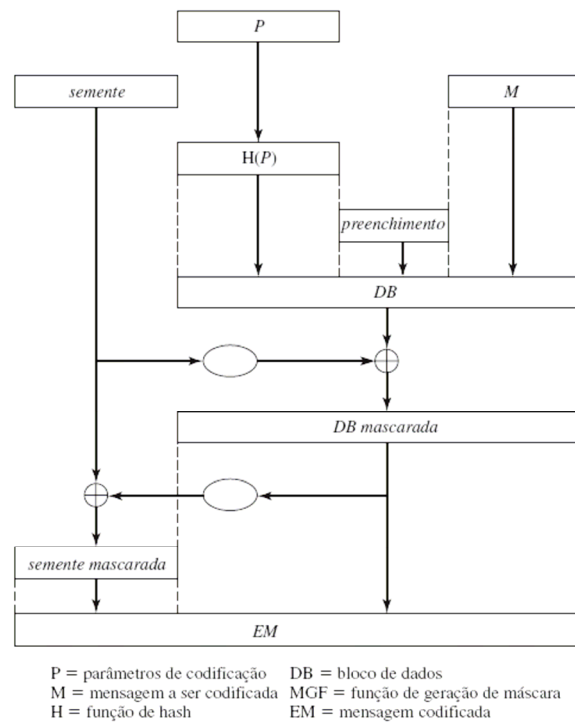 P
semente
M
H(P)
preenchimento
DB
DB mascarada
semente mascarada
EM
P = parâmetros de codificação DB = bloco de dados
M = mensagem a ser codificada MGF = função de geração de máscara
H = função de hash EM = mensagem codificada